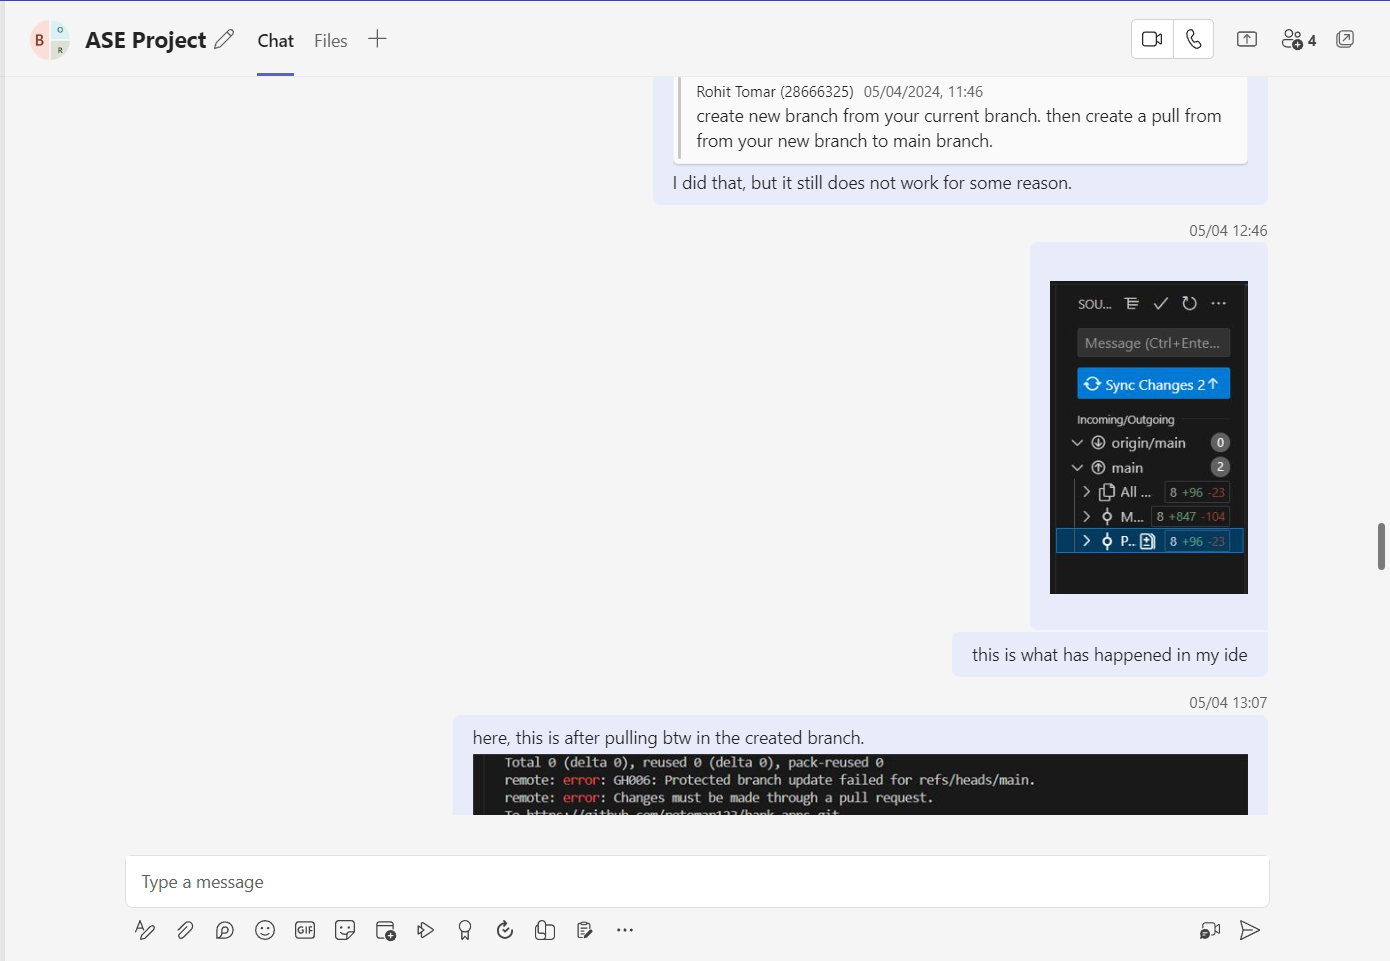 B
O
R
ASE Project
Chat
Files
4
Rohit Tomar (28666325) 05/04/2024, 11:46
create new branch from your current branch. then create a pull from
from your new branch to main branch.
I did that, but it still does not work for some reason.
05/04 12:46
SOU...
Message (Ctrl+Ente...
Sync Changes 2↑
Incoming/Outgoing
origin/main 0
main 2
All ... 8 +96 -23
M... 8 +847 -104
P.. 8 +96 -23
this is what has happened in my ide
05/04 13:07
here, this is after pulling btw in the created branch.
Total 0 (delta 0), reused 0 (delta 0), pack-reused 0
remote: error: GH006: Protected branch update failed for refs/heads/main.
remote: error: Changes must be made through a pull request.
Type a message
GIF